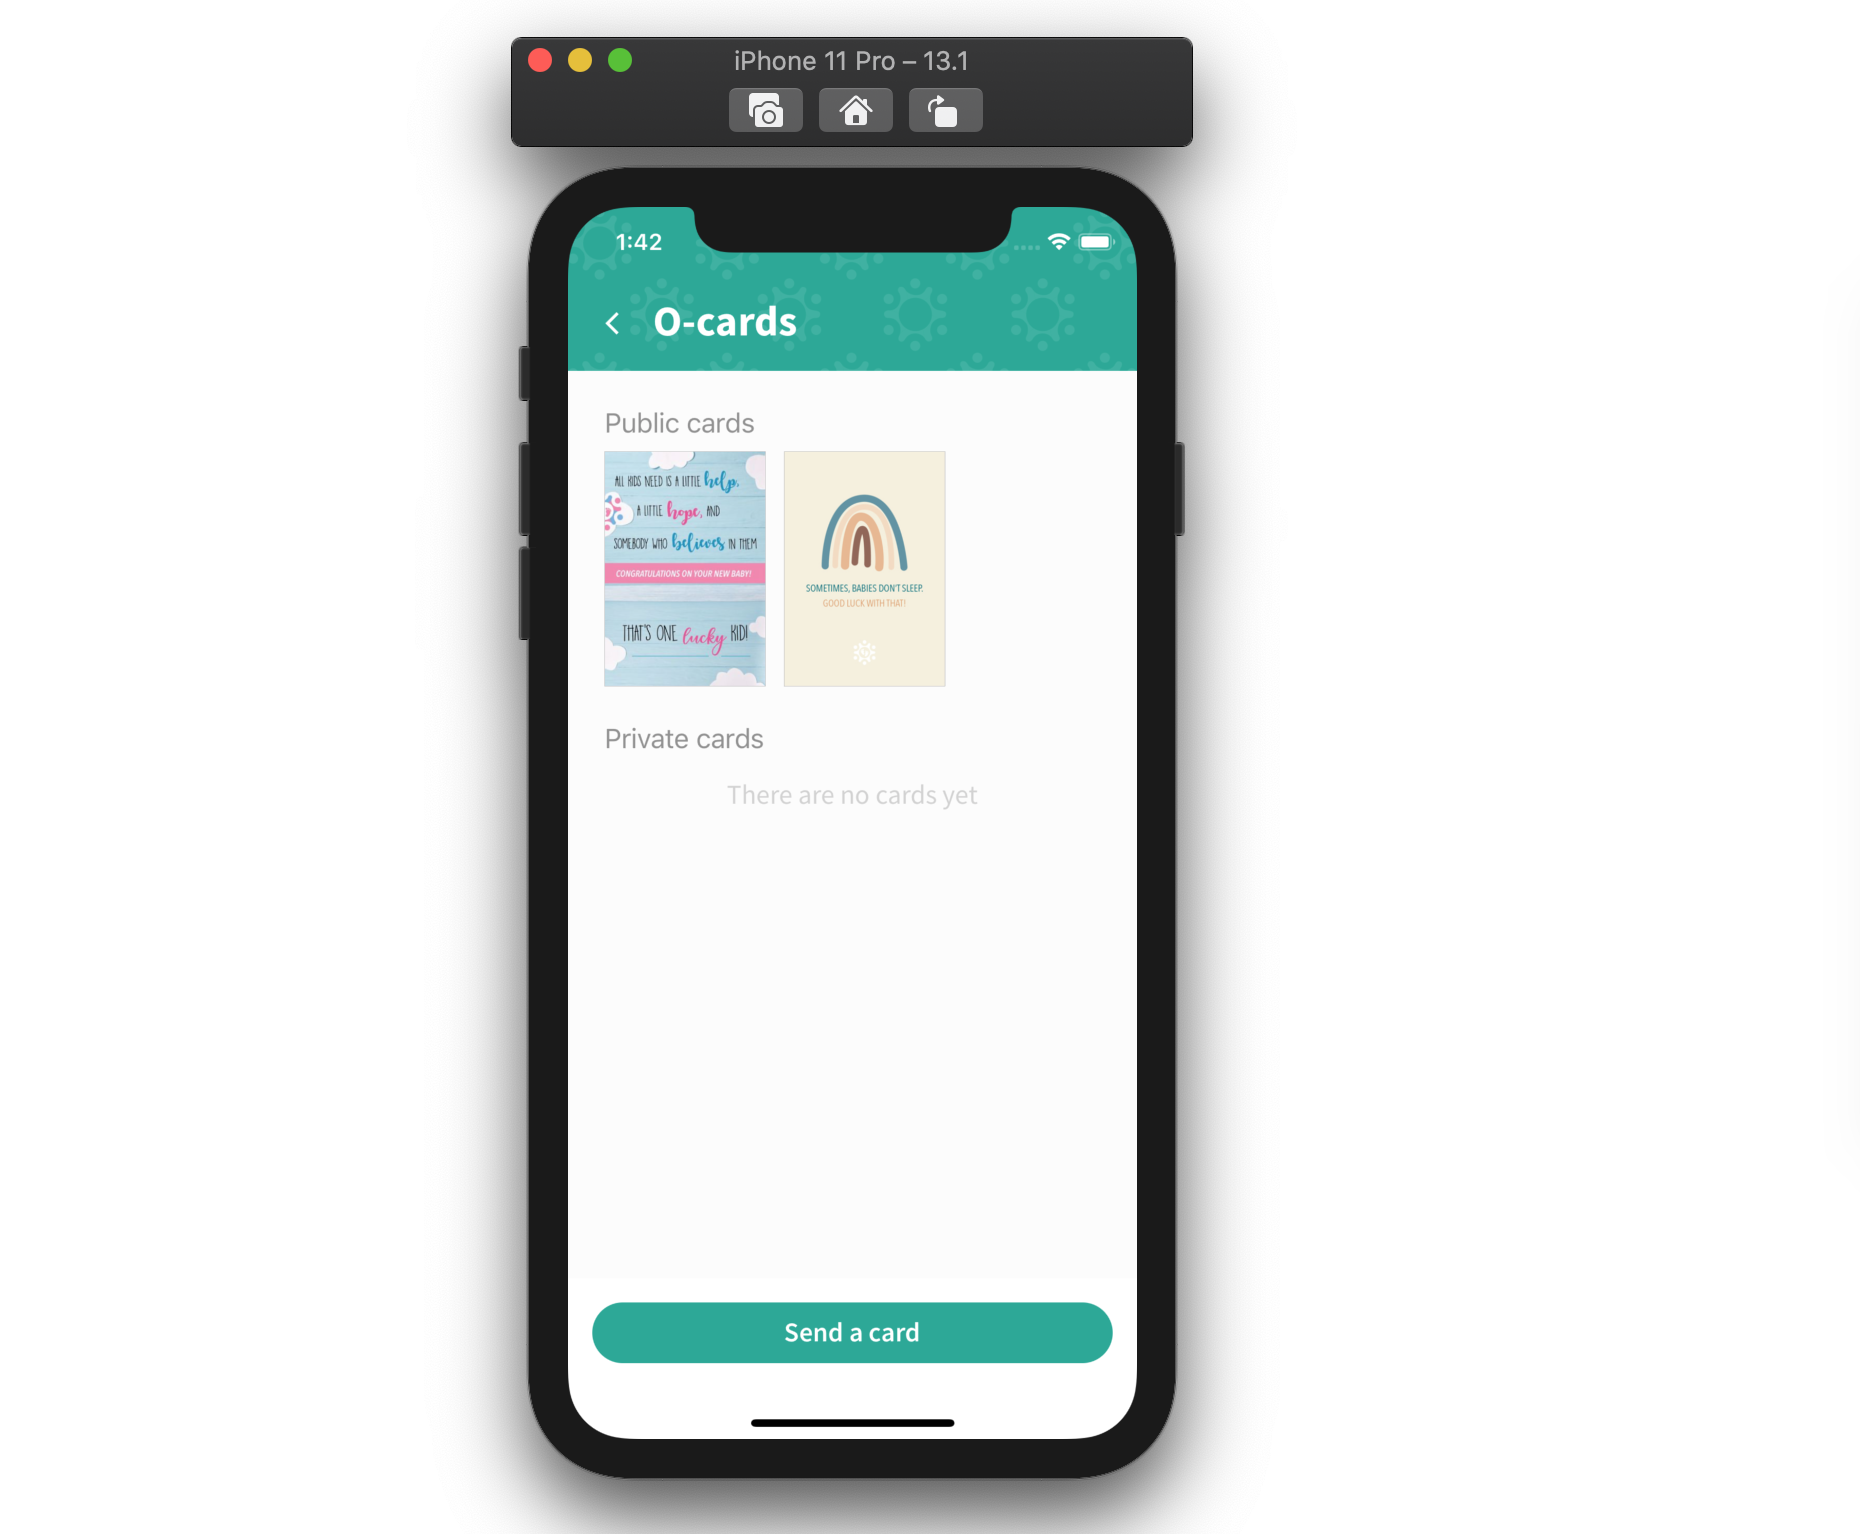 iPhone 11 Pro – 13.1
1:42
O-cards
Public cards
ALL KIDS NEED IS A LITTLE help,
A LITTLE hope, AND
SOMEBODY WHO believes IN THEM
CONGRATULATIONS ON YOUR NEW BABY!
THAT'S ONE lucky KID!
SOMETIMES, BABIES DON'T SLEEP.
GOOD LUCK WITH THAT!
Private cards
There are no cards yet
Send a card